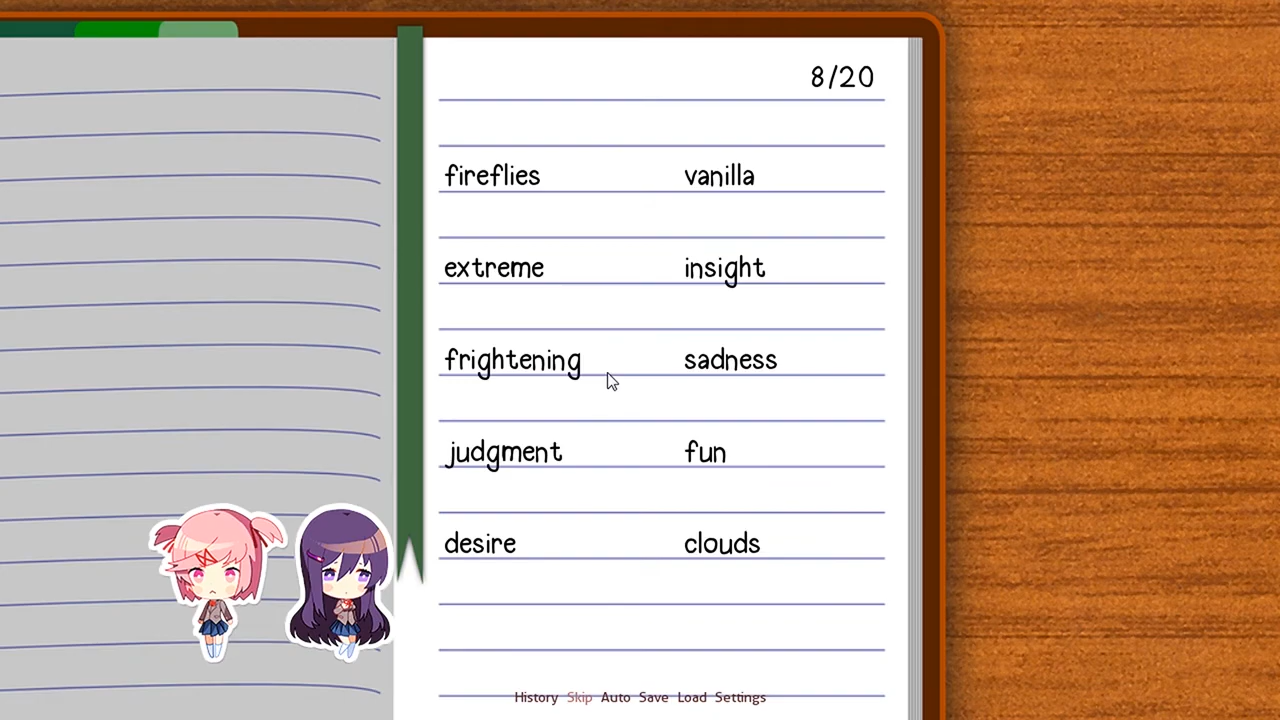 8/20
fireflies vanilla
extreme insight
frightening sadness
judgment fun
desire clouds
History Skip Auto Save Load Settings